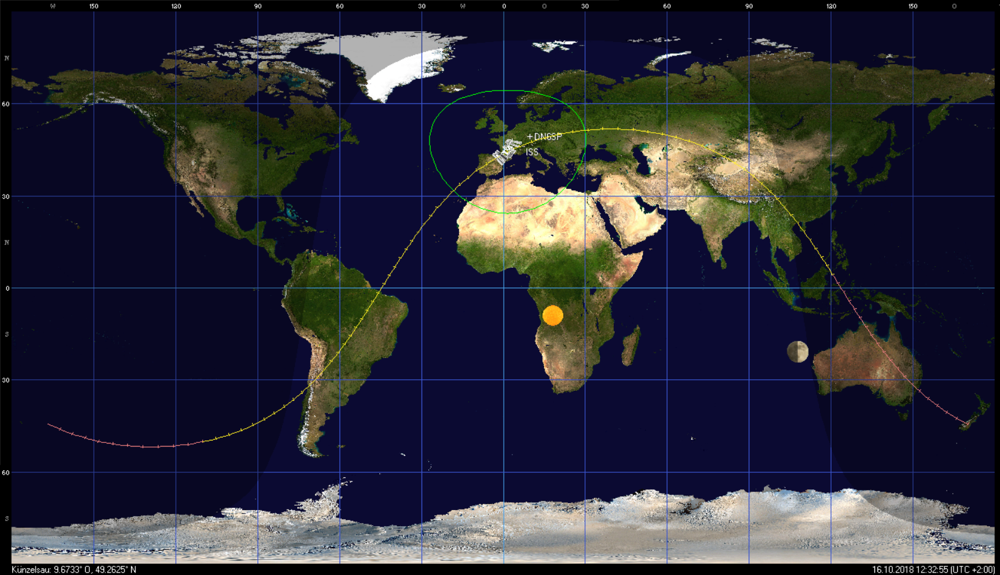 W 150 120 90 60 30 W 0 O 30 60 90 120 150 O
N
60
+DN6SP
ISS
30
N
0
S
30
60
S
Künzelsau: 9.6733° O, 49.2625° N 16.10.2018 12:32:55 (UTC +2:00)